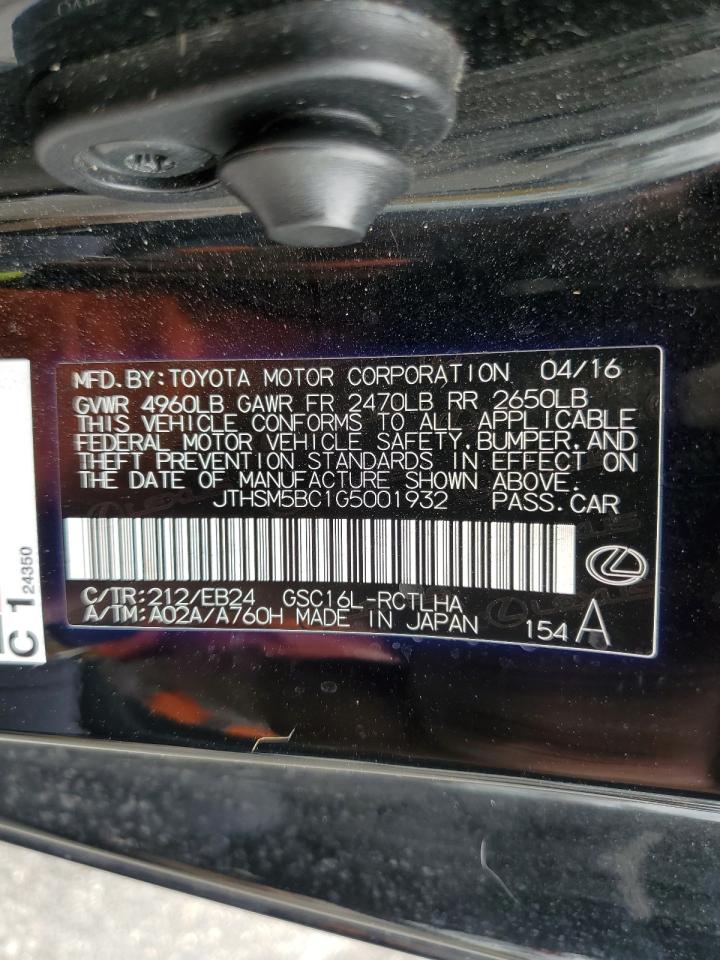 MFD.BY:TOYOTA MOTOR CORPORATION 04/16
GVWR 4960LB GAWR FR 2470LB RR 2650LB
THIS VEHICLE CONFORMS TO ALL APPLICABLE
FEDERAL MOTOR VEHICLE SAFETY,BUMPER,AND
THEFT PREVENTION STANDARDS IN EFFECT ON
THE DATE OF MANUFACTURE SHOWN ABOVE.
JTHSM5BC1G5001932 PASS.CAR
C/TR:212/EB24 GSC16L-RCTLHA
A/TM:A02A/A760H MADE IN JAPAN 154 A
C 1 24350